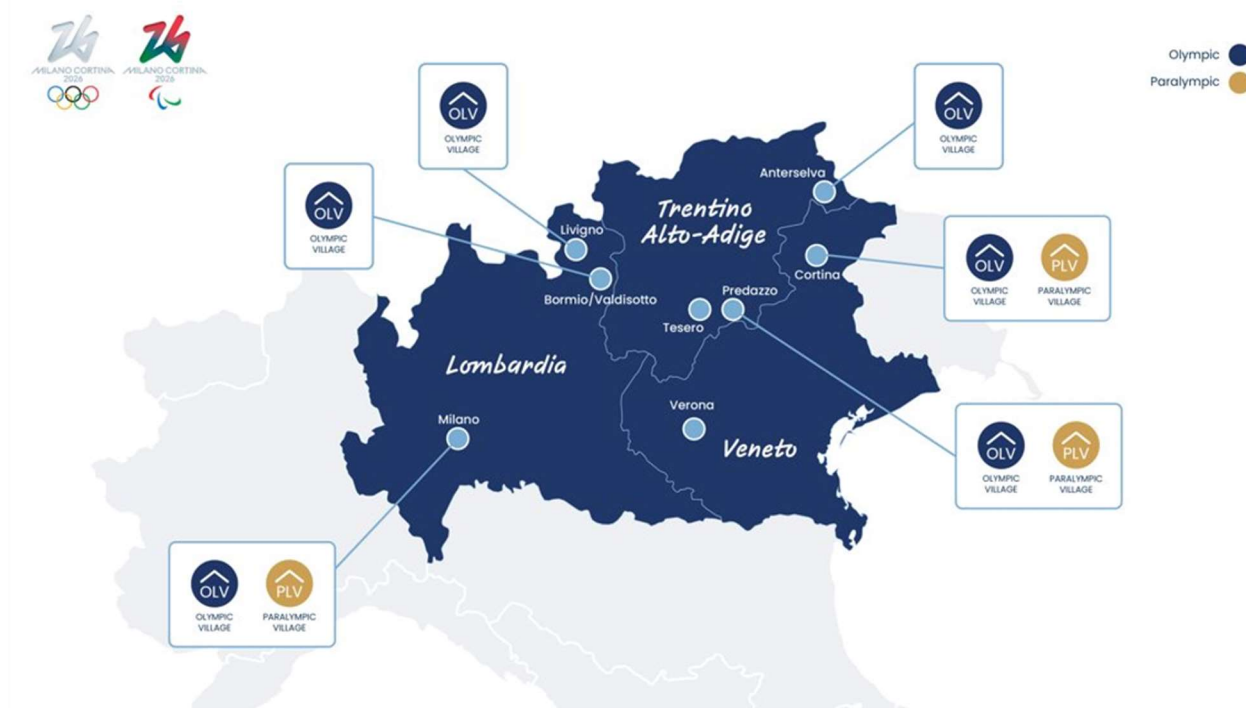 26
MILANO CORTINA
2026
26
MILANO CORTINA
2026
Olympic
Paralympic
OLV
OLYMPIC
VILLAGE
OLV
OLYMPIC
VILLAGE
OLV
OLYMPIC
VILLAGE
Anterselva
Trentino
Alto-Adige
Livigno
Bormio/Valdisotto
Cortina
OLV
OLYMPIC
VILLAGE
PLV
PARALYMPIC
VILLAGE
Predazzo
Tesero
Lombardia
Verona
Milano
Veneto
OLV
OLYMPIC
VILLAGE
PLV
PARALYMPIC
VILLAGE
OLV
OLYMPIC
VILLAGE
PLV
PARALYMPIC
VILLAGE